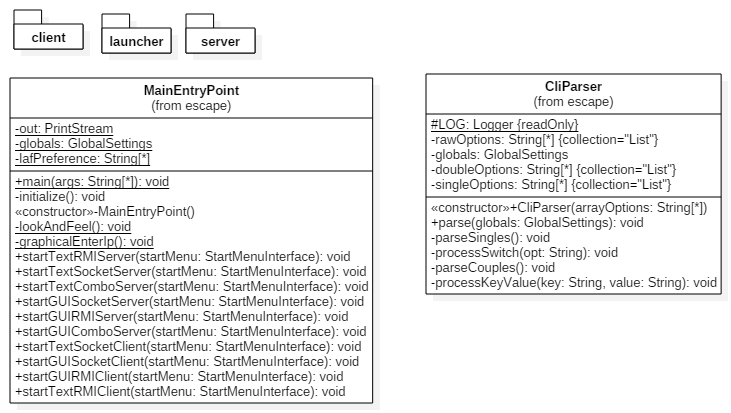 client
launcher
server
MainEntryPoint
(from escape)
-out: PrintStream
-globals: GlobalSettings
-lafPreference: String[*]
+main(args: String[*]): void
-initialize(): void
«constructor»-MainEntryPoint()
-lookAndFeel(): void
-graphicalEnterIp(): void
+startTextRMIServer(startMenu: StartMenuInterface): void
+startTextSocketServer(startMenu: StartMenuInterface): void
+startTextComboServer(startMenu: StartMenuInterface): void
+startGUISocketServer(startMenu: StartMenuInterface): void
+startGUIRMIServer(startMenu: StartMenuInterface): void
+startGUIComboServer(startMenu: StartMenuInterface): void
+startTextSocketClient(startMenu: StartMenuInterface): void
+startGUISocketClient(startMenu: StartMenuInterface): void
+startGUIRMIClient(startMenu: StartMenuInterface): void
+startTextRMIClient(startMenu: StartMenuInterface): void
CliParser
(from escape)
#LOG: Logger {readOnly}
-rawOptions: String[*] {collection="List"}
-globals: GlobalSettings
-doubleOptions: String[*] {collection="List"}
-singleOptions: String[*] {collection="List"}
«constructor»+CliParser(arrayOptions: String[*])
+parse(globals: GlobalSettings): void
-parseSingles(): void
-processSwitch(opt: String): void
-parseCouples(): void
-processKeyValue(key: String, value: String): void